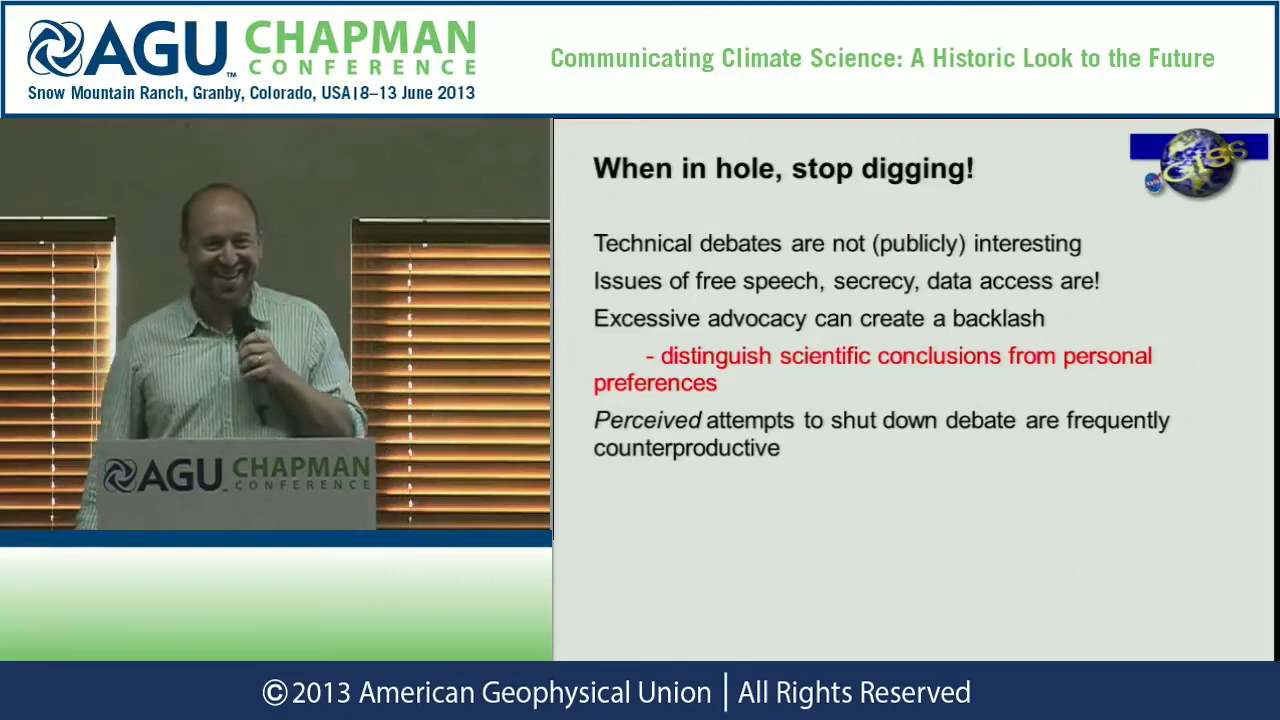 AGU CHAPMAN
CONFERENCE
TM
Snow Mountain Ranch, Granby, Colorado, USA|8–13 June 2013
Communicating Climate Science: A Historic Look to the Future
When in hole, stop digging!
GISS
NASA
Technical debates are not (publicly) interesting
Issues of free speech, secrecy, data access are!
Excessive advocacy can create a backlash
- distinguish scientific conclusions from personal
preferences
Perceived attempts to shut down debate are frequently
counterproductive
AGU CHAPMAN
CONFERENCE
©2013 American Geophysical Union | All Rights Reserved